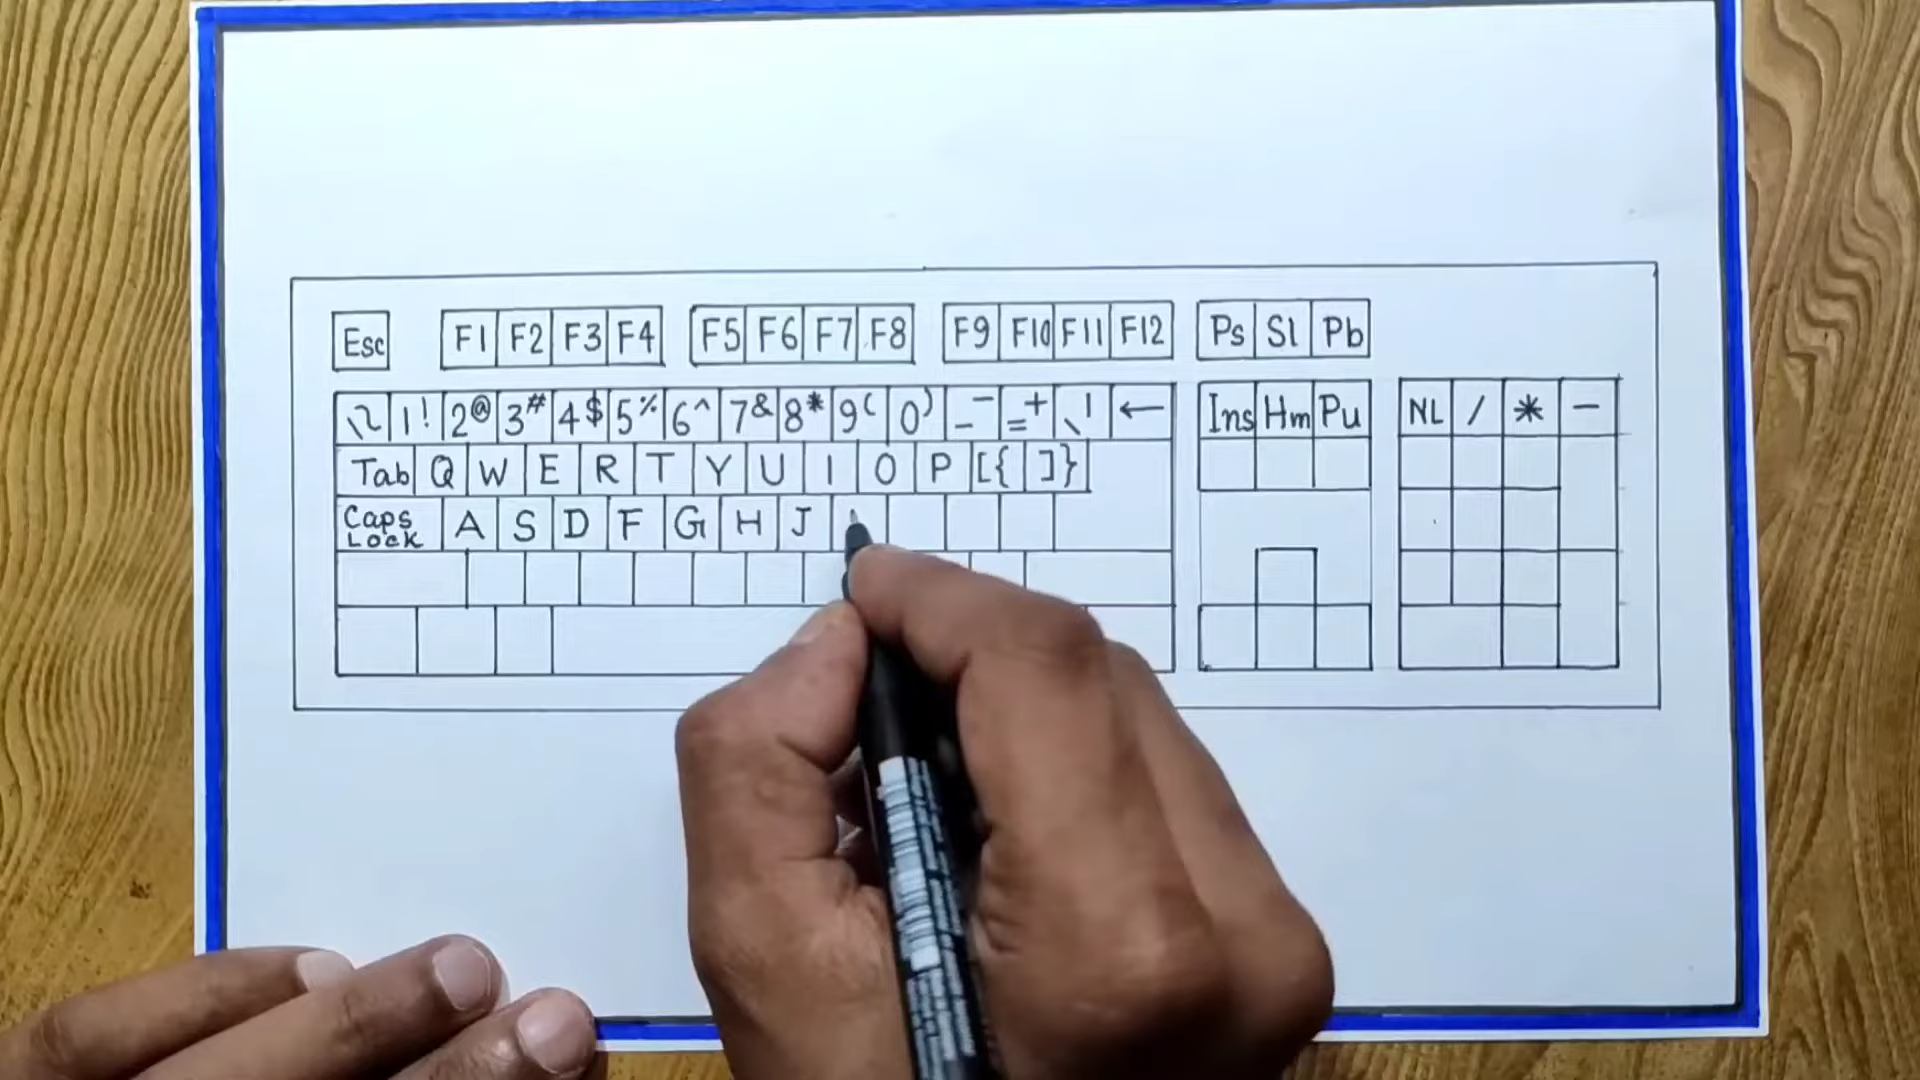 Esc F1 F2 F3 F4 F5 F6 F7 F8 F9 F10 F11 F12 Ps Sl Pb
1! 2@ 3# 4$ 5% 6^ 7& 8* 9( 0) _- =+ \| ← Ins Hm Pu NL / * -
Tab Q W E R T Y U I O P [{ ]}
Caps Lock A S D F G H J